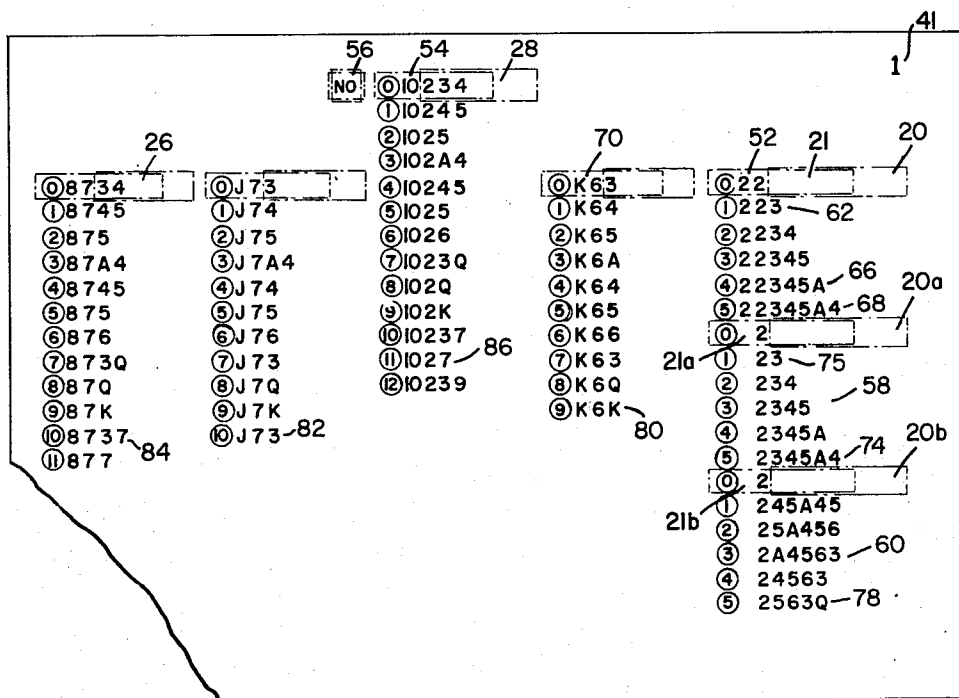 41
1
56 54 28
NO ⓪10234
①10245
②1025
③102A4
④10245
⑤1025
⑥1026
⑦1023Q
⑧102Q
⑨102K
⑩10237
⑪1027 86
⑫10239
26
⓪8734
①8745
②875
③87A4
④8745
⑤875
⑥876
⑦873Q
⑧87Q
⑨87K
⑩8737 84
⑪877
⓪J73
①J74
②J75
③J7A4
④J74
⑤J75
⑥J76
⑦J73
⑧J7Q
⑨J7K
⑩J73 82
70
⓪K63
①K64
②K65
③K6A
④K64
⑤K65
⑥K66
⑦K63
⑧K6Q
⑨K6K 80
52 21 20
⓪22
①223 62
②2234
③22345
④22345A 66
⑤22345A4 68
20a
⓪ 2
21a
① 23 75
② 234
③ 2345 58
④ 2345A
⑤ 2345A4 74
20b
⓪ 2
21b
① 245A45
② 25A456
③ 2A4563 60
④ 24563
⑤ 2563Q 78